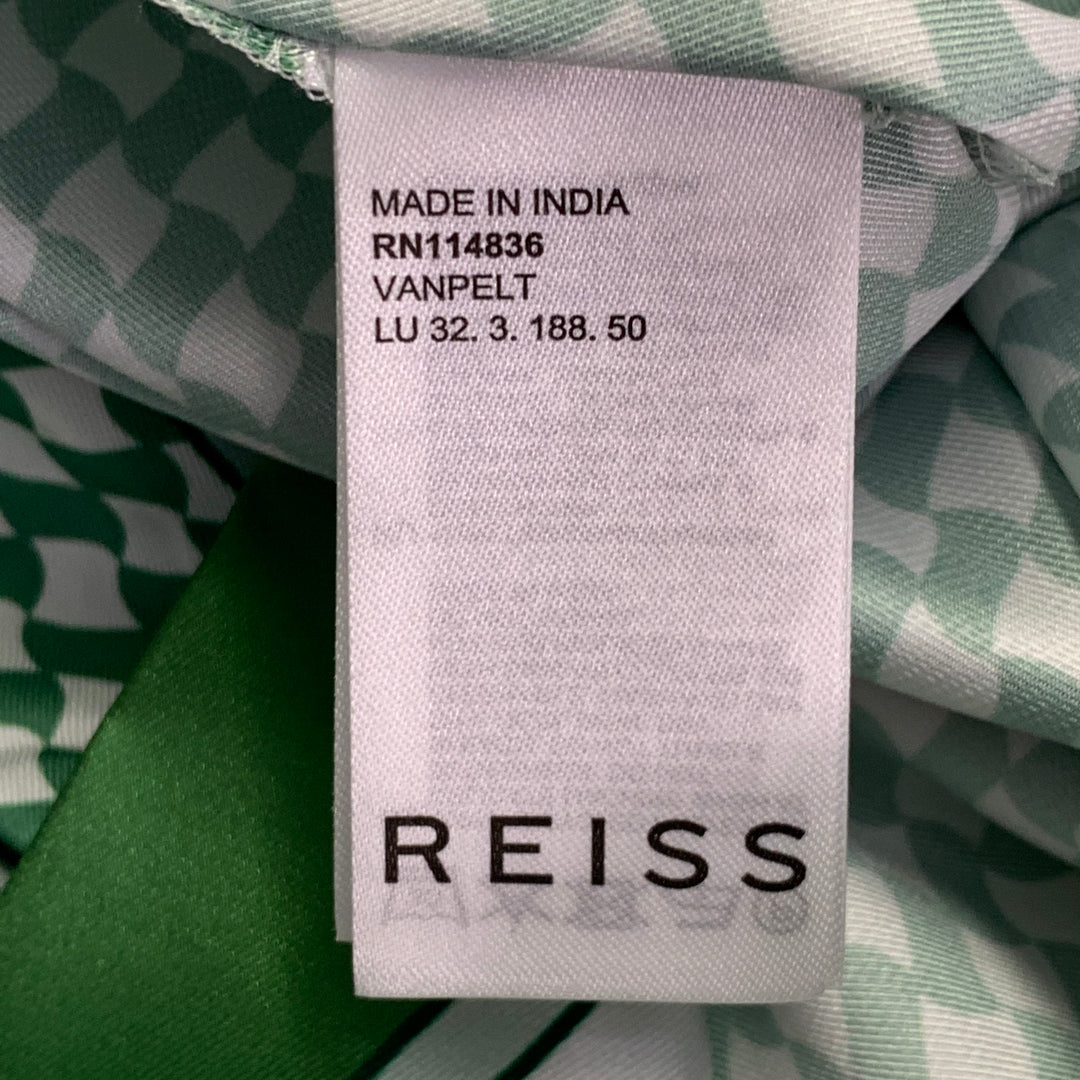 MADE IN INDIA
RN114836
VANPELT
LU 32. 3. 188. 50
REISS